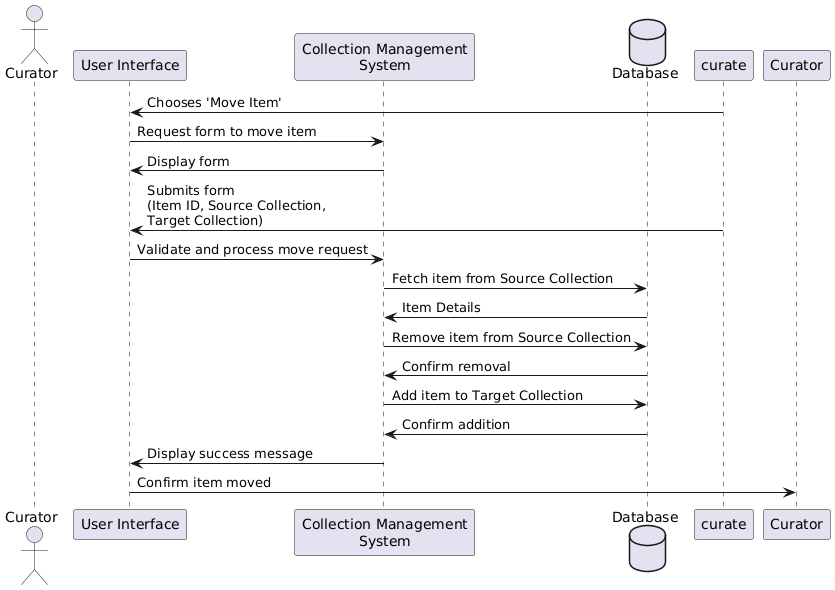 Curator
User Interface
Collection Management
System
Database
curate
Curator
Chooses 'Move Item'
Request form to move item
Display form
Submits form
(Item ID, Source Collection,
Target Collection)
Validate and process move request
Fetch item from Source Collection
Item Details
Remove item from Source Collection
Confirm removal
Add item to Target Collection
Confirm addition
Display success message
Confirm item moved
Curator
User Interface
Collection Management
System
Database
curate
Curator